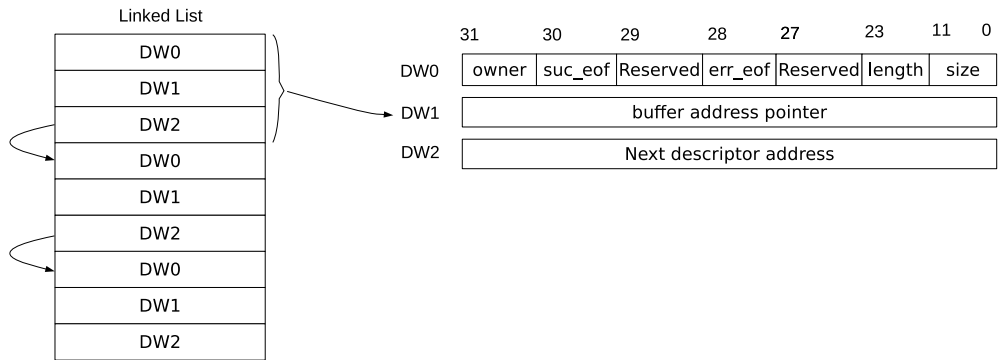 Linked List
DW0
DW1
DW2
DW0
DW1
DW2
DW0
DW1
DW2
31 30 29 28 27 23 11 0
DW0 owner suc_eof Reserved err_eof Reserved length size
DW1 buffer address pointer
DW2 Next descriptor address